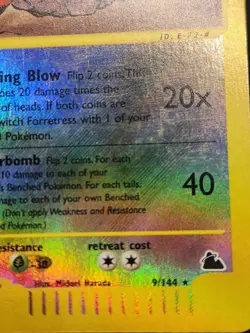 ing Blow Flip 2 coins. Th
oes 20 damage times the
of heads. If both coins are
witch Forretress with 1 of your
d Pokémon.
20x
rbomb Flip 2 coins. For each
10 damage to each of your
s Benched Pokémon. For each tails,
amage to each of your own Benched
(Don't apply Weakness and Resistance
d Pokémon.)
40
esistance
retreat cost
-30
Illus. Midori Harada
9/144 ★